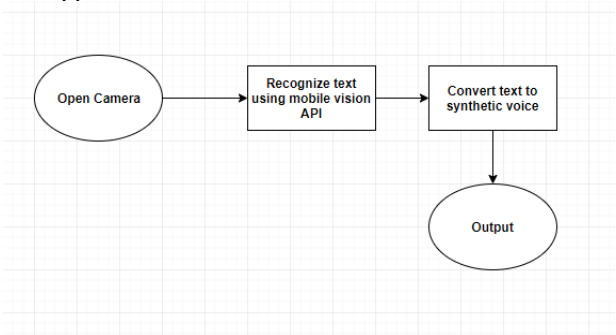 Open Camera
Recognize text
using mobile vision
API
Convert text to
synthetic voice
Output